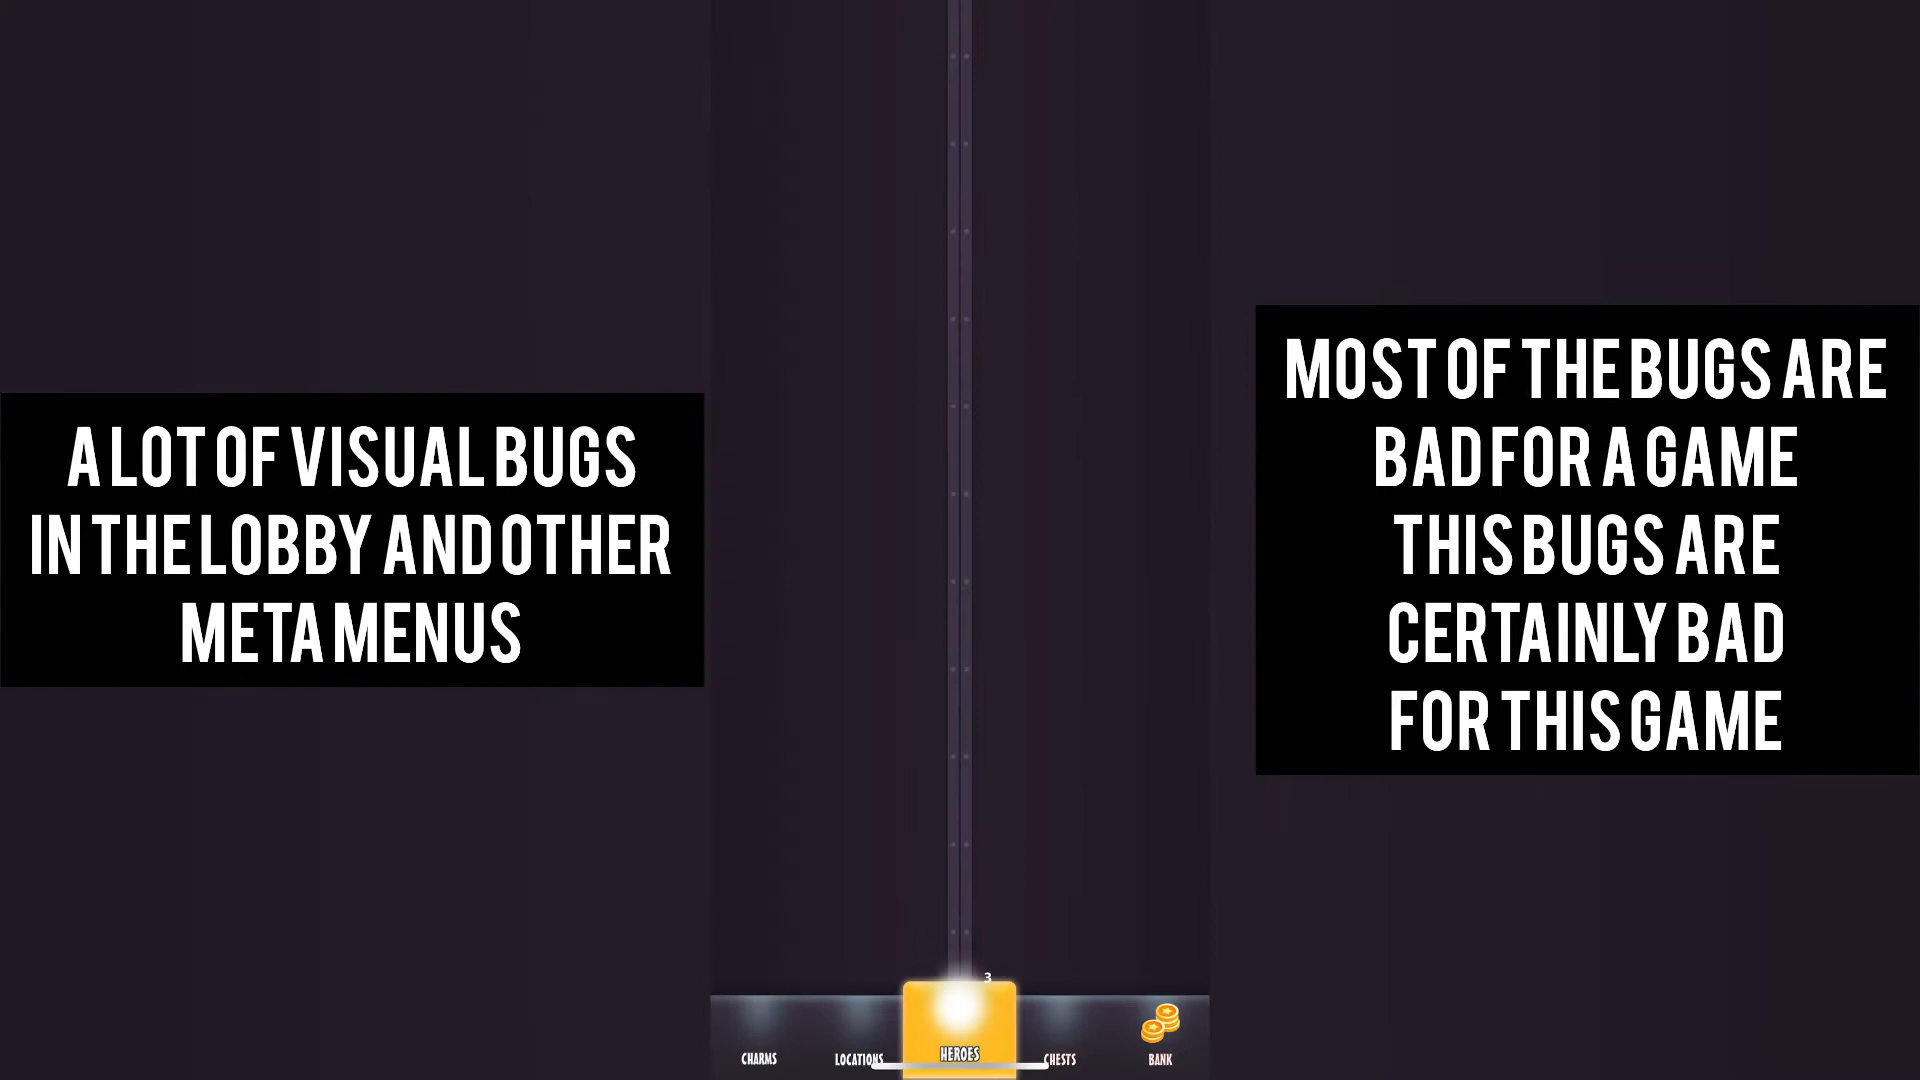 A LOT OF VISUAL BUGS
IN THE LOBBY AND OTHER
META MENUS
MOST OF THE BUGS ARE
BAD FOR A GAME
THIS BUGS ARE
CERTAINLY BAD
FOR THIS GAME
3
CHARMS
LOCATIONS
HEROES
CHESTS
BANK